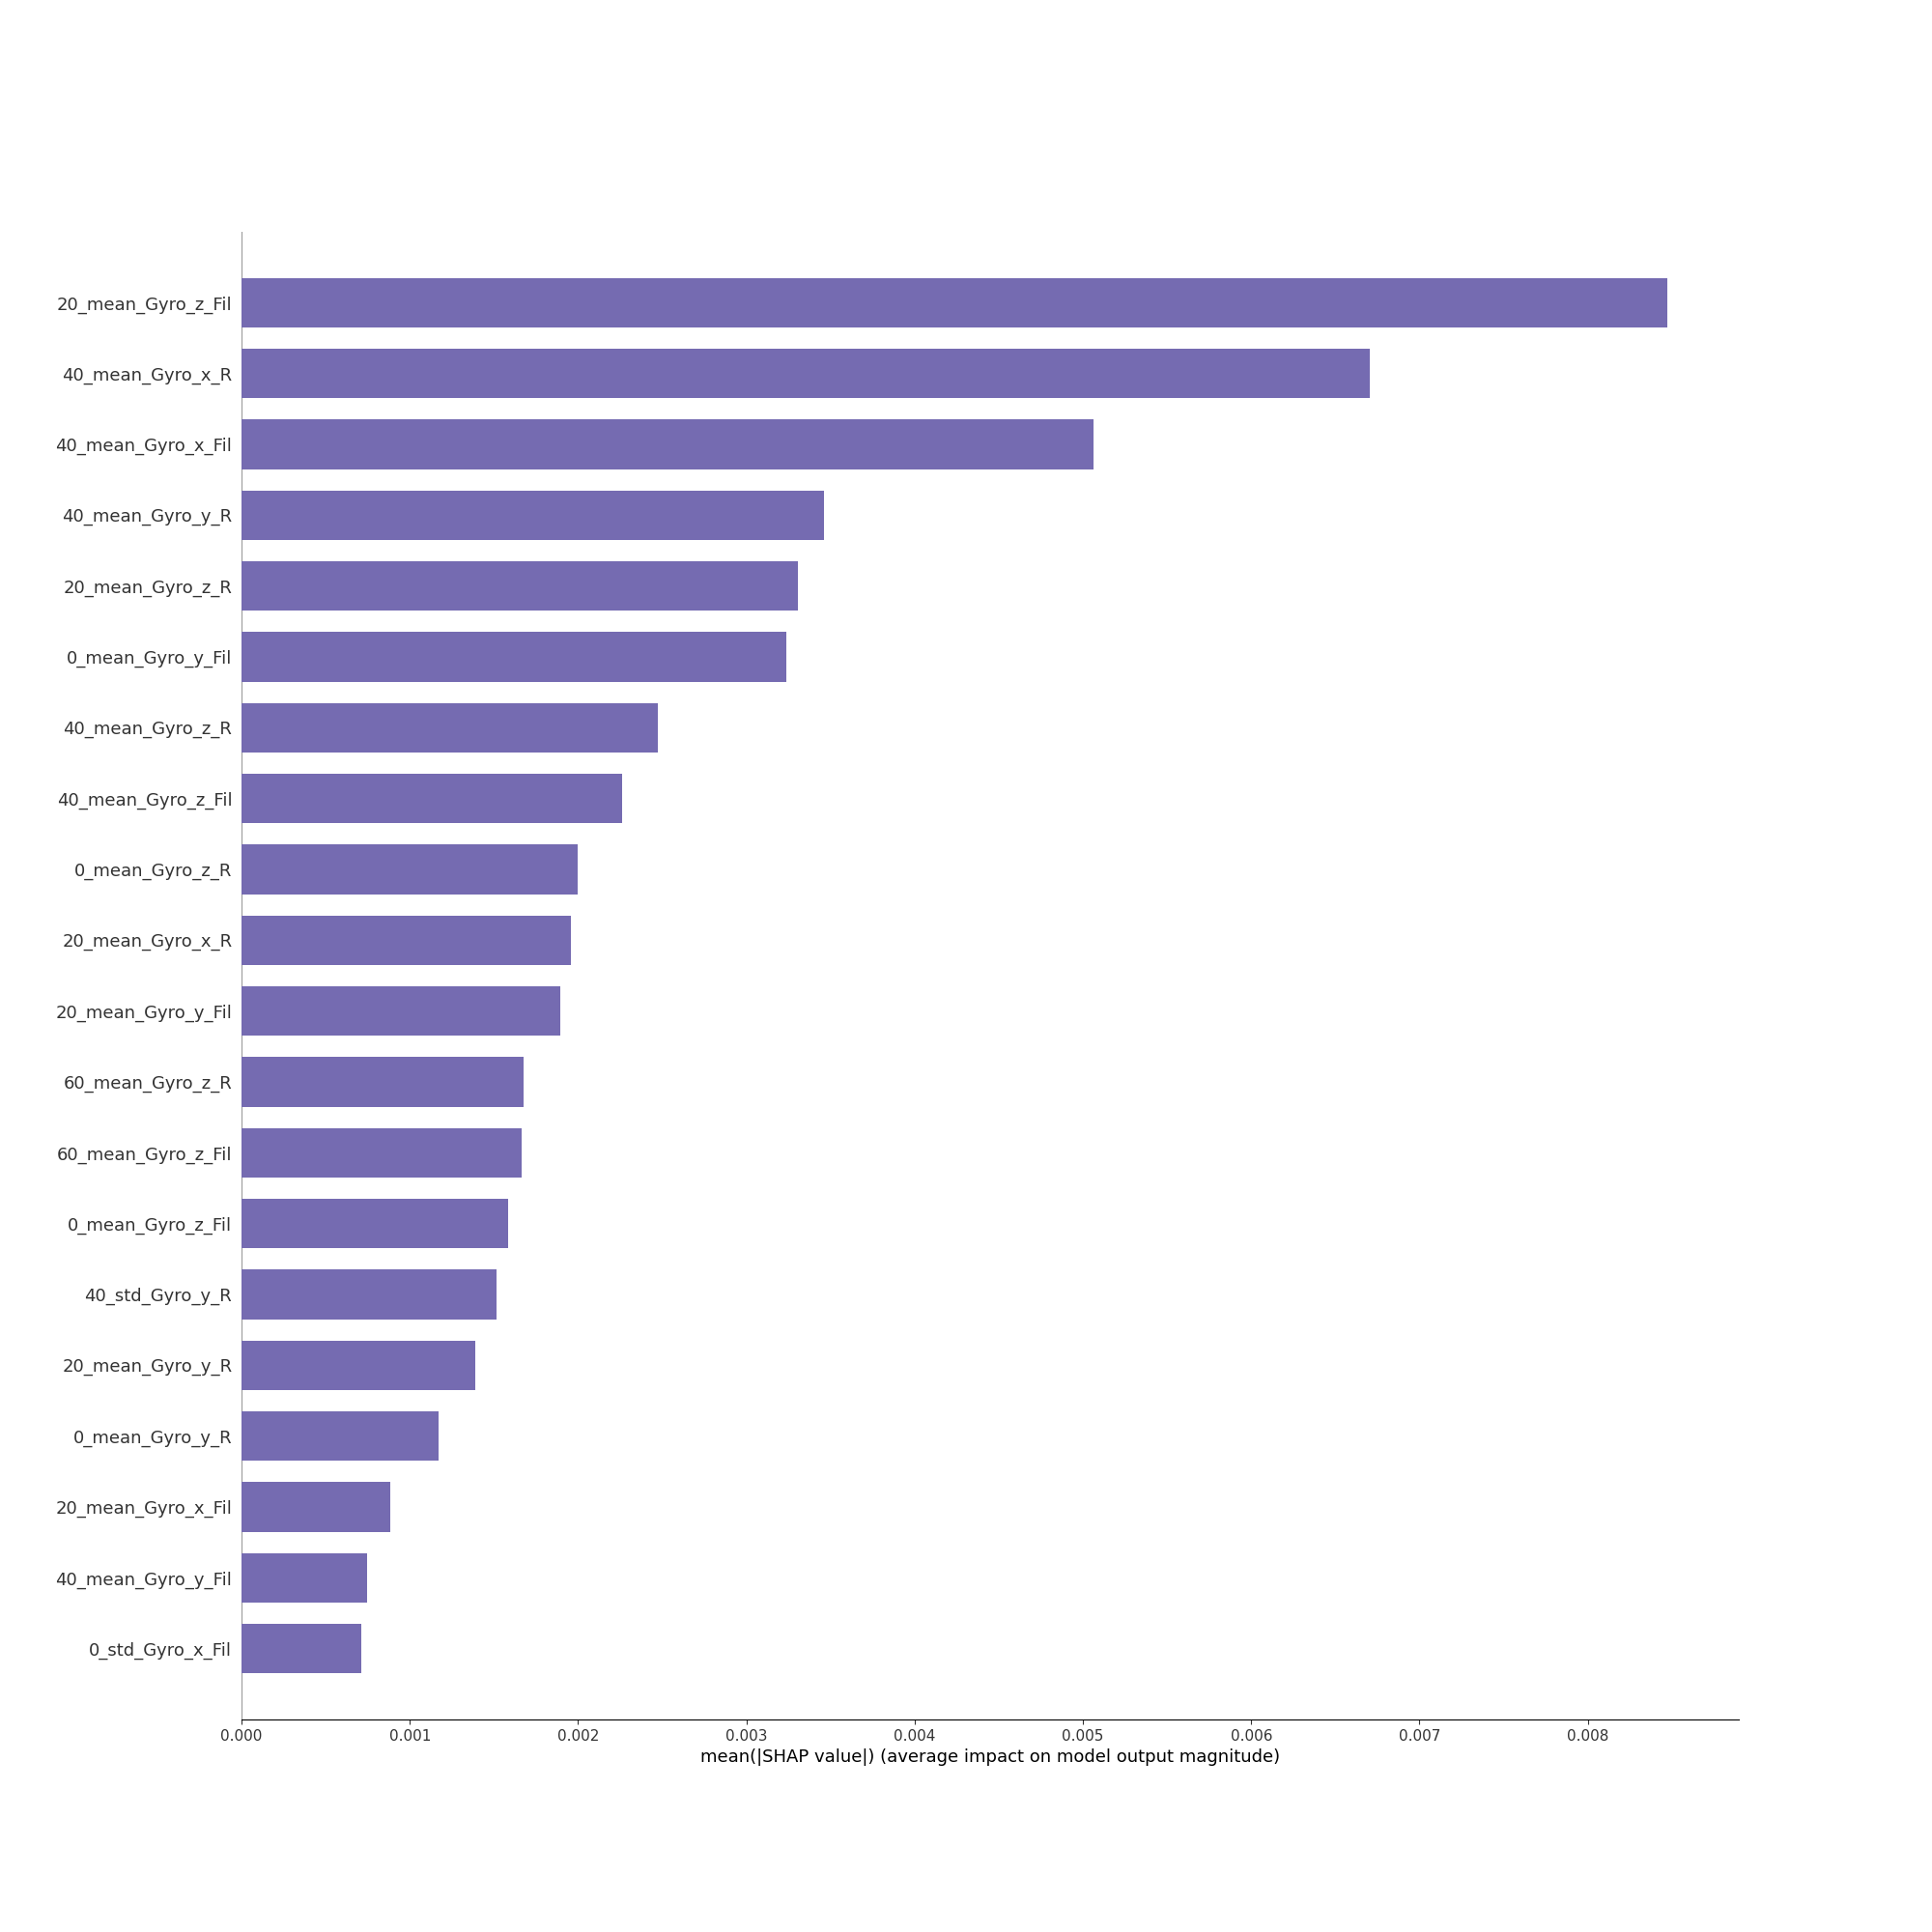 20_mean_Gyro_z_Fil
40_mean_Gyro_x_R
40_mean_Gyro_x_Fil
40_mean_Gyro_y_R
20_mean_Gyro_z_R
0_mean_Gyro_y_Fil
40_mean_Gyro_z_R
40_mean_Gyro_z_Fil
0_mean_Gyro_z_R
20_mean_Gyro_x_R
20_mean_Gyro_y_Fil
60_mean_Gyro_z_R
60_mean_Gyro_z_Fil
0_mean_Gyro_z_Fil
40_std_Gyro_y_R
20_mean_Gyro_y_R
0_mean_Gyro_y_R
20_mean_Gyro_x_Fil
40_mean_Gyro_y_Fil
0_std_Gyro_x_Fil
0.000 0.001 0.002 0.003 0.004 0.005 0.006 0.007 0.008
mean(|SHAP value|) (average impact on model output magnitude)